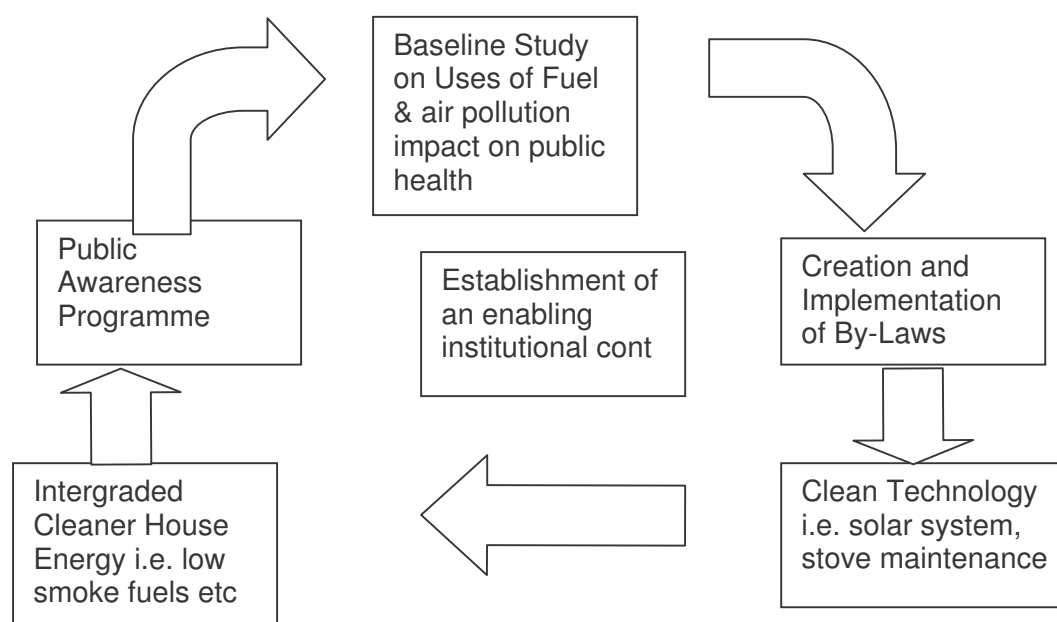 Baseline Study
on Uses of Fuel
& air pollution
impact on public
health
Public
Awareness
Programme
Establishment of
an enabling
institutional cont
Creation and
Implementation
of By-Laws
Intergraded
Cleaner House
Energy i.e. low
smoke fuels etc
Clean Technology
i.e. solar system,
stove maintenance